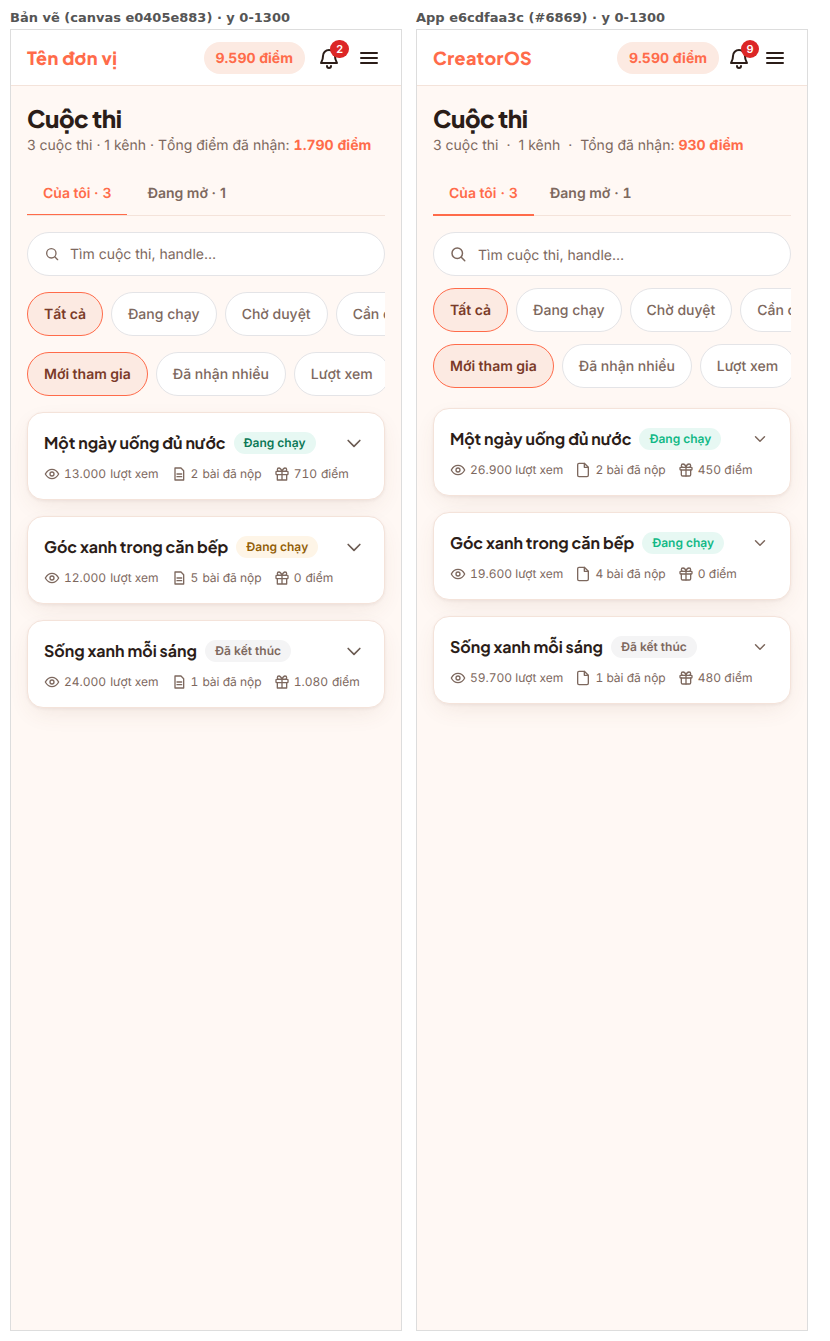 Bản vẽ (canvas e0405e883) · y 0-1300
Tên đơn vị
9.590 điểm
2
Cuộc thi
3 cuộc thi · 1 kênh · Tổng điểm đã nhận: 1.790 điểm
Của tôi · 3
Đang mở · 1
Tìm cuộc thi, handle...
Tất cả
Đang chạy
Chờ duyệt
Cần
Mới tham gia
Đã nhận nhiều
Lượt xem
Một ngày uống đủ nước
Đang chạy
13.000 lượt xem
2 bài đã nộp
710 điểm
Góc xanh trong căn bếp
Đang chạy
12.000 lượt xem
5 bài đã nộp
0 điểm
Sống xanh mỗi sáng
Đã kết thúc
24.000 lượt xem
1 bài đã nộp
1.080 điểm
App e6cdfaa3c (#6869) · y 0-1300
CreatorOS
9.590 điểm
9
Cuộc thi
3 cuộc thi · 1 kênh · Tổng đã nhận: 930 điểm
Của tôi · 3
Đang mở · 1
Tìm cuộc thi, handle...
Tất cả
Đang chạy
Chờ duyệt
Cần
Mới tham gia
Đã nhận nhiều
Lượt xem
Một ngày uống đủ nước
Đang chạy
26.900 lượt xem
2 bài đã nộp
450 điểm
Góc xanh trong căn bếp
Đang chạy
19.600 lượt xem
4 bài đã nộp
0 điểm
Sống xanh mỗi sáng
Đã kết thúc
59.700 lượt xem
1 bài đã nộp
480 điểm